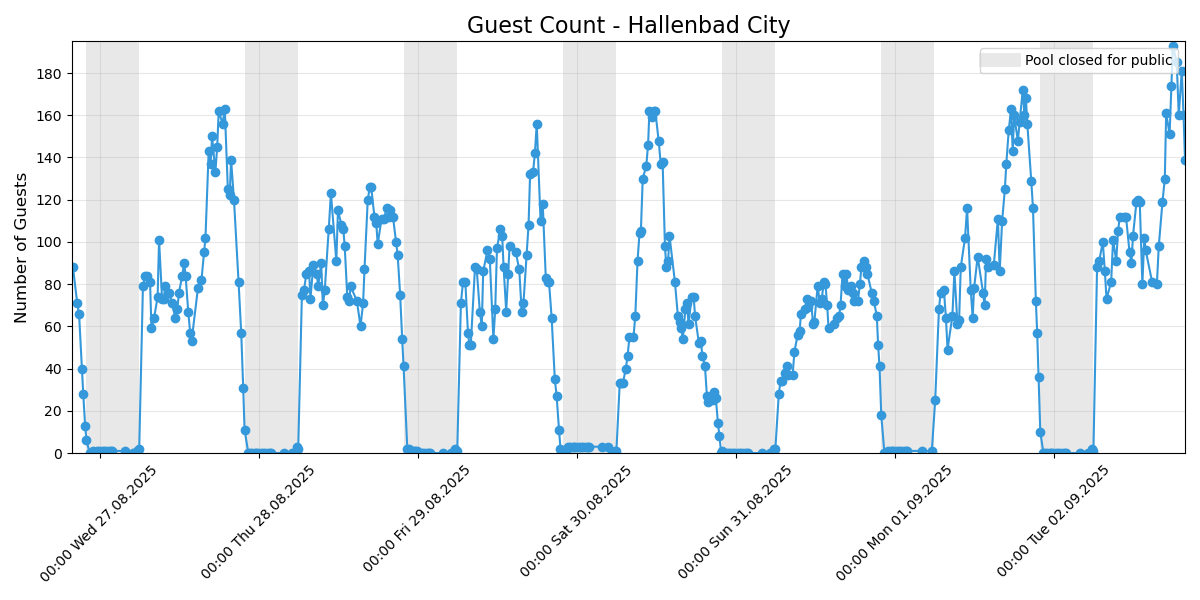 Guest Count - Hallenbad City
Pool closed for public
Number of Guests
180
160
140
120
100
80
60
40
20
0
00:00 Wed 27.08.2025
00:00 Thu 28.08.2025
00:00 Fri 29.08.2025
00:00 Sat 30.08.2025
00:00 Sun 31.08.2025
00:00 Mon 01.09.2025
00:00 Tue 02.09.2025